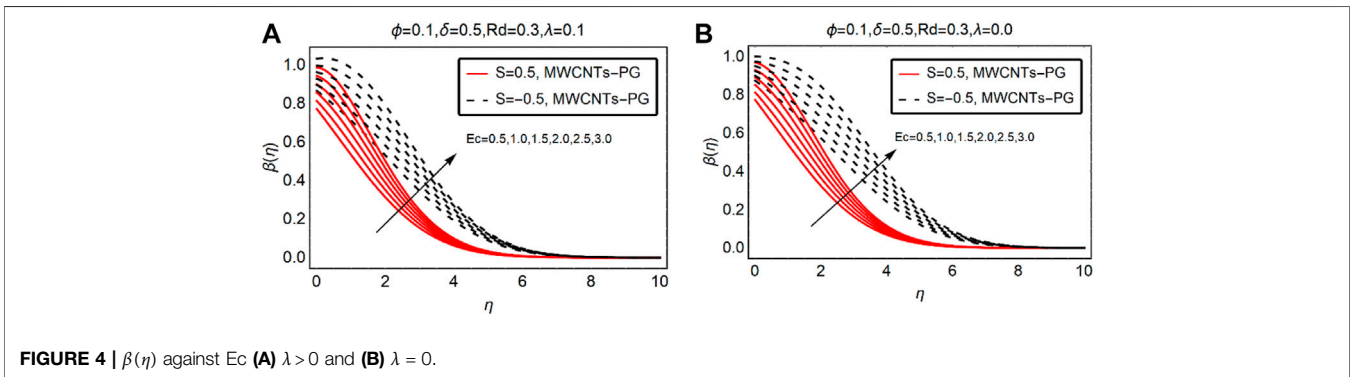 A
ϕ=0.1,δ=0.5,Rd=0.3,λ=0.1
S=0.5, MWCNTs-PG
S=-0.5, MWCNTs-PG
Ec=0.5,1.0,1.5,2.0,2.5,3.0
β(η)
1.0
0.8
0.6
0.4
0.2
0.0
0 2 4 6 8 10
η
B
ϕ=0.1,δ=0.5,Rd=0.3,λ=0.0
S=0.5, MWCNTs-PG
S=-0.5, MWCNTs-PG
Ec=0.5,1.0,1.5,2.0,2.5,3.0
β(η)
1.0
0.8
0.6
0.4
0.2
0.0
0 2 4 6 8 10
η
FIGURE 4 | β(η) against Ec (A) λ>0 and (B) λ = 0.